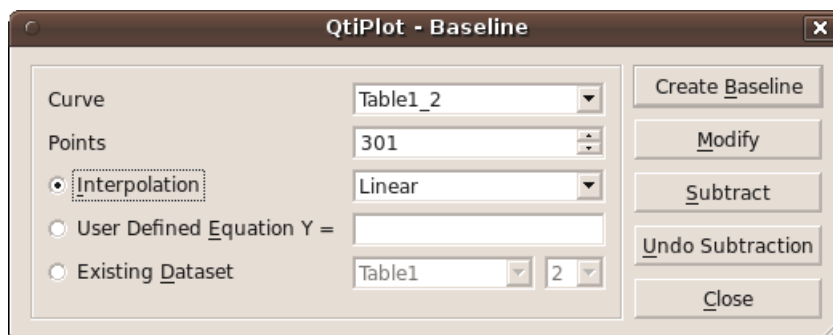 QtiPlot - Baseline
Curve Table1_2
Points 301
Interpolation Linear
User Defined Equation Y =
Existing Dataset Table1 2
Create Baseline
Modify
Subtract
Undo Subtraction
Close